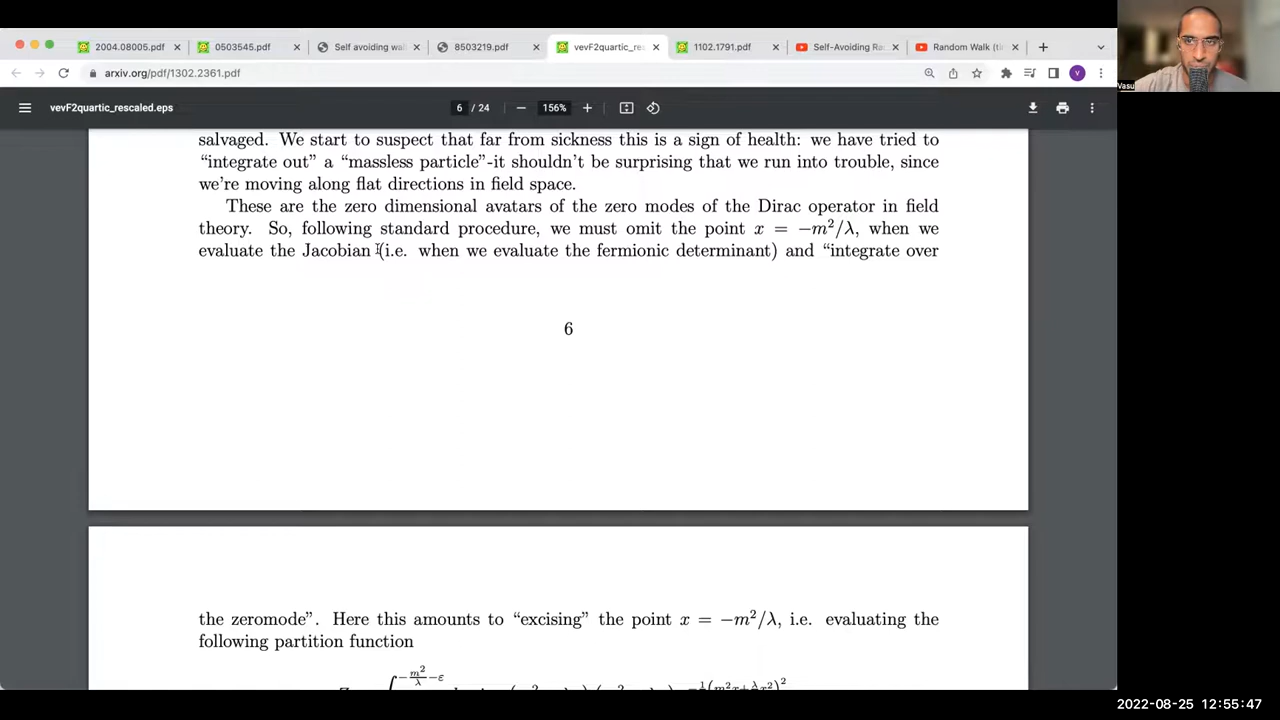 2004.08005.pdf
0503545.pdf
Self avoiding wal
8503219.pdf
vevF2quartic_res
1102.1791.pdf
Self-Avoiding Ra
Random Walk (ti
arxiv.org/pdf/1302.2361.pdf
V
Vasu
vevF2quartic_rescaled.eps
6 / 24
156%
salvaged. We start to suspect that far from sickness this is a sign of health: we have tried to
“integrate out” a “massless particle”-it shouldn’t be surprising that we run into trouble, since
we’re moving along flat directions in field space.
These are the zero dimensional avatars of the zero modes of the Dirac operator in field
theory. So, following standard procedure, we must omit the point x = −m²/λ, when we
evaluate the Jacobian (i.e. when we evaluate the fermionic determinant) and “integrate over
6
the zeromode”. Here this amounts to “excising” the point x = −m²/λ, i.e. evaluating the
following partition function
2022-08-25 12:55:47